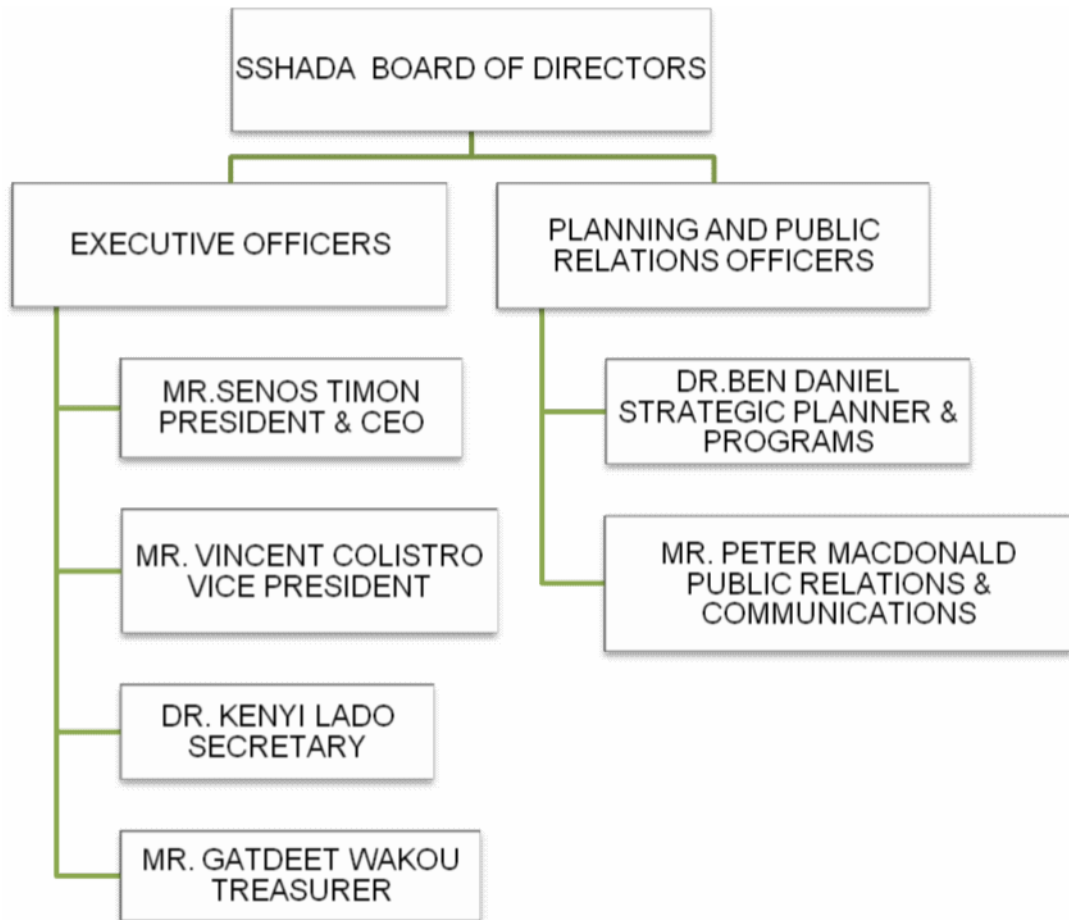 SSHADA BOARD OF DIRECTORS
EXECUTIVE OFFICERS
PLANNING AND PUBLIC
RELATIONS OFFICERS
MR.SENOS TIMON
PRESIDENT & CEO
MR. VINCENT COLISTRO
VICE PRESIDENT
DR. KENYI LADO
SECRETARY
MR. GATDEET WAKOU
TREASURER
DR.BEN DANIEL
STRATEGIC PLANNER &
PROGRAMS
MR. PETER MACDONALD
PUBLIC RELATIONS &
COMMUNICATIONS